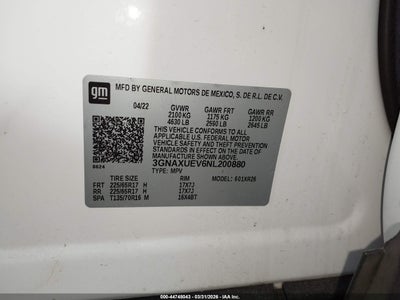 gm
MFD BY GENERAL MOTORS DE MEXICO, S. DE R.L. DE C.V.
04/22 GVWR GAWR FRT GAWR RR
2100 KG 1175 KG 1200 KG
4630 LB 2590 LB 2645 LB
THIS VEHICLE CONFORMS TO ALL
APPLICABLE U.S. FEDERAL MOTOR
VEHICLE SAFETY AND THEFT PREVENTION
STANDARDS IN EFFECT ON THE DATE OF
MANUFACTURE SHOWN ABOVE.
3GNAXUEV6NL200880
TYPE: MPV
8624
TIRE SIZE RIM MODEL: 601XR26
FRT 225/65R17 H 17X7J
RR 225/65R17 H 17X7J
SPA T135/70R16 M 16X4BT
000--44748043 - 03/31/2026 - COPYRIGHT IAA, LLC